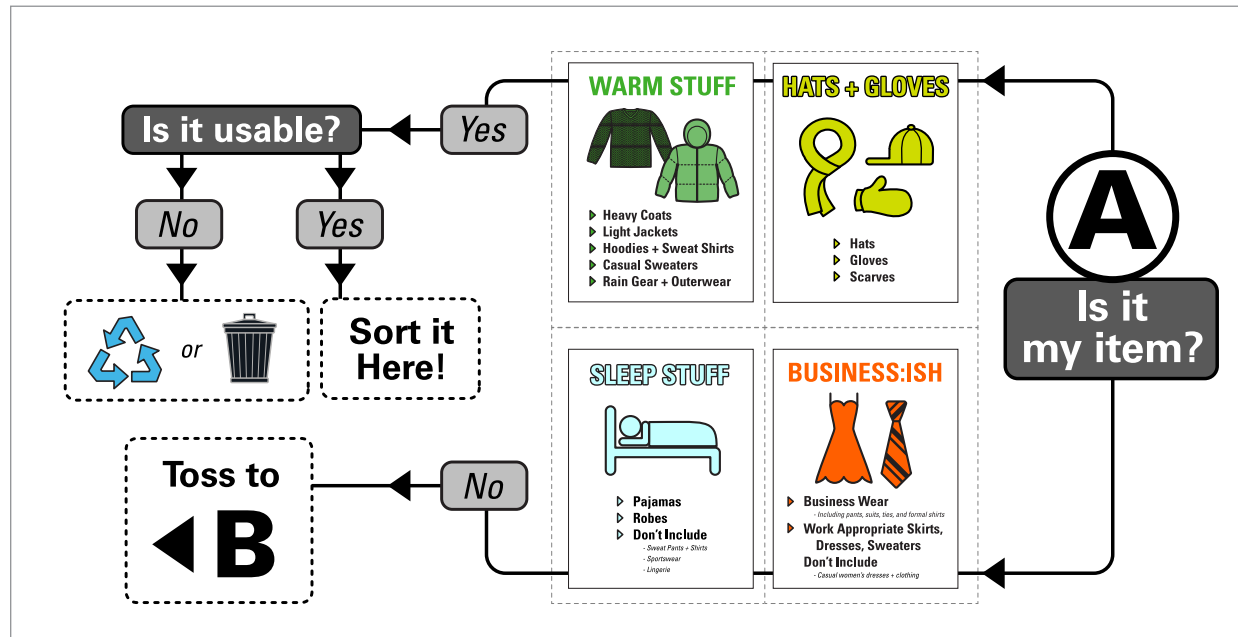 A
Is it
my item?
HATS + GLOVES
Hats
Gloves
Scarves
WARM STUFF
Heavy Coats
Light Jackets
Hoodies + Sweat Shirts
Casual Sweaters
Rain Gear + Outerwear
BUSINESS:ISH
Business Wear
- Including pants, suits, ties, and formal shirts
Work Appropriate Skirts,
Dresses, Sweaters
Don't Include
- Casual women's dresses + clothing
SLEEP STUFF
Pajamas
Robes
Don't Include
- Sweat Pants + Shirts
- Sportswear
- Lingerie
Yes
Is it usable?
No
Yes
or
Sort it
Here!
No
Toss to
B